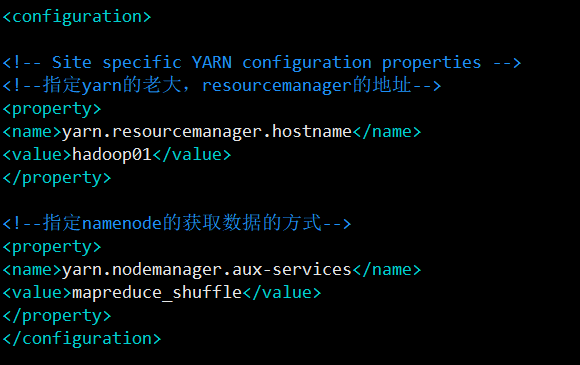 <configuration>
<!-- Site specific YARN configuration properties -->
<!--指定yarn的老大，resourcemanager的地址-->
<property>
<name>yarn.resourcemanager.hostname</name>
<value>hadoop01</value>
</property>
<!--指定namenode的获取数据的方式-->
<property>
<name>yarn.nodemanager.aux-services</name>
<value>mapreduce_shuffle</value>
</property>
</configuration>